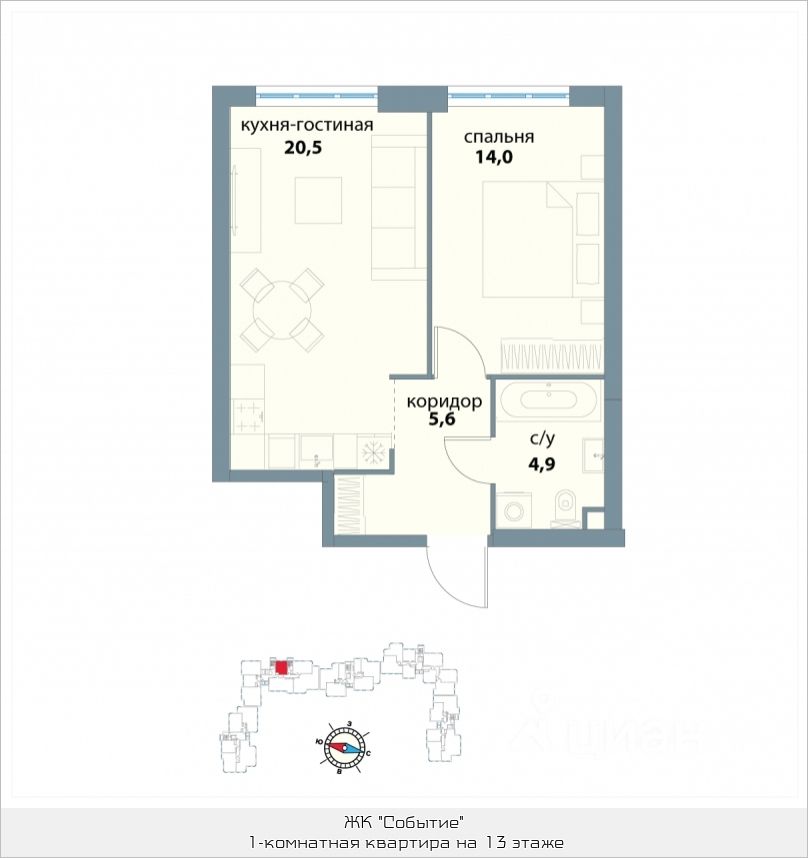 кухня-гостиная
20,5
спальня
14,0
коридор
5,6
с/у
4,9
З
Ю
С
В
циан
ЖК "Событие"
1-комнатная квартира на 13 этаже